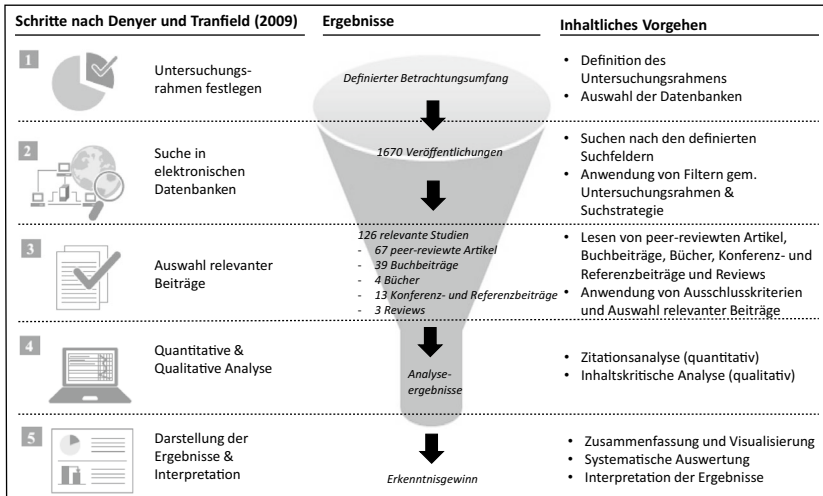 Schritte nach Denyer und Tranfield (2009)
Ergebnisse
Inhaltliches Vorgehen
1
Untersuchungs-
rahmen festlegen
Definierter Betrachtungsumfang
• Definition des
Untersuchungsrahmens
• Auswahl der Datenbanken
2
Suche in
elektronischen
Datenbanken
1670 Veröffentlichungen
• Suchen nach den definierten
Suchfeldern
• Anwendung von Filtern gem.
Untersuchungsrahmen &
Suchstrategie
3
Auswahl relevanter
Beiträge
126 relevante Studien
- 67 peer-reviewte Artikel
- 39 Buchbeiträge
- 4 Bücher
- 13 Konferenz- und Referenzbeiträge
- 3 Reviews
• Lesen von peer-reviewten Artikel,
Buchbeiträge, Bücher, Konferenz- und
Referenzbeiträge und Reviews
• Anwendung von Ausschlusskriterien
und Auswahl relevanter Beiträge
4
Quantitative &
Qualitative Analyse
Analyse-
ergebnisse
• Zitationsanalyse (quantitativ)
• Inhaltskritische Analyse (qualitativ)
5
Darstellung der
Ergebnisse &
Interpretation
Erkenntnisgewinn
• Zusammenfassung und Visualisierung
• Systematische Auswertung
• Interpretation der Ergebnisse